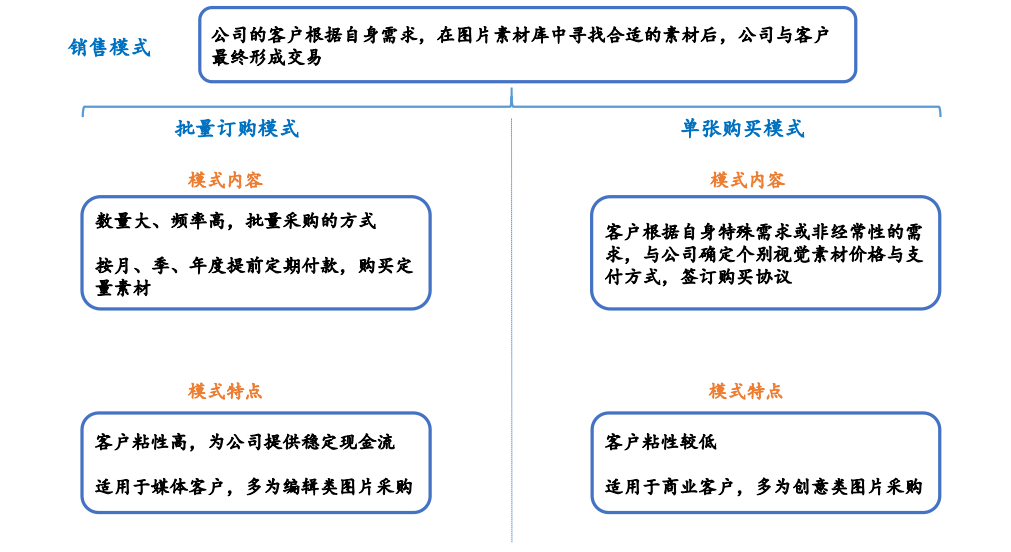 销售模式
公司的客户根据自身需求，在图片素材库中寻找合适的素材后，公司与客户
最终形成交易
批量订购模式
模式内容
数量大、频率高，批量采购的方式
按月、季、年度提前定期付款，购买定
量素材
模式特点
客户粘性高，为公司提供稳定现金流
适用于媒体客户，多为编辑类图片采购
单张购买模式
模式内容
客户根据自身特殊需求或非经常性的需
求，与公司确定个别视觉素材价格与支
付方式，签订购买协议
模式特点
客户粘性较低
适用于商业客户，多为创意类图片采购